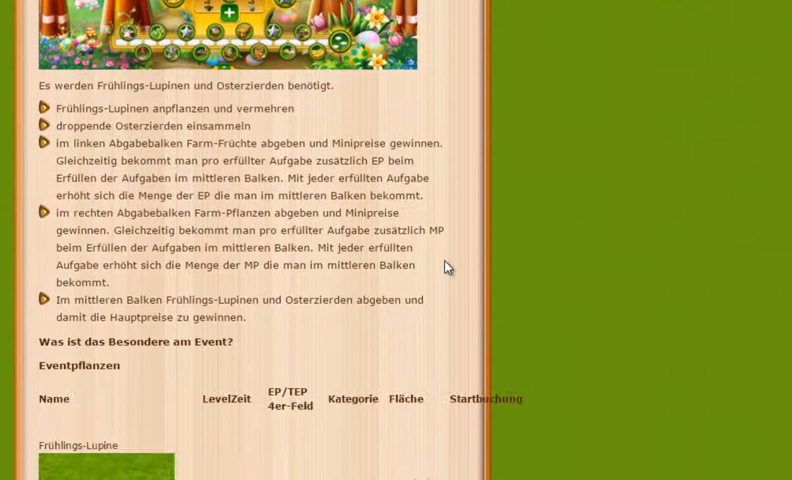 Es werden Frühlings-Lupinen und Osterzierden benötigt.
Frühlings-Lupinen anpflanzen und vermehren
droppende Osterzierden einsammeln
im linken Abgabebalken Farm-Früchte abgeben und Minipreise gewinnen.
Gleichzeitig bekommt man pro erfüllter Aufgabe zusätzlich EP beim
Erfüllen der Aufgaben im mittleren Balken. Mit jeder erfüllten Aufgabe
erhöht sich die Menge der EP die man im mittleren Balken bekommt.
im rechten Abgabebalken Farm-Pflanzen abgeben und Minipreise
gewinnen. Gleichzeitig bekommt man pro erfüllter Aufgabe zusätzlich MP
beim Erfüllen der Aufgaben im mittleren Balken. Mit jeder erfüllten
Aufgabe erhöht sich die Menge der MP die man im mittleren Balken
bekommt.
Im mittleren Balken Frühlings-Lupinen und Osterzierden abgeben und
damit die Hauptpreise zu gewinnen.
Was ist das Besondere am Event?
Eventpflanzen
Name LevelZeit EP/TEP 4er-Feld Kategorie Fläche Startbuchung
Frühlings-Lupine